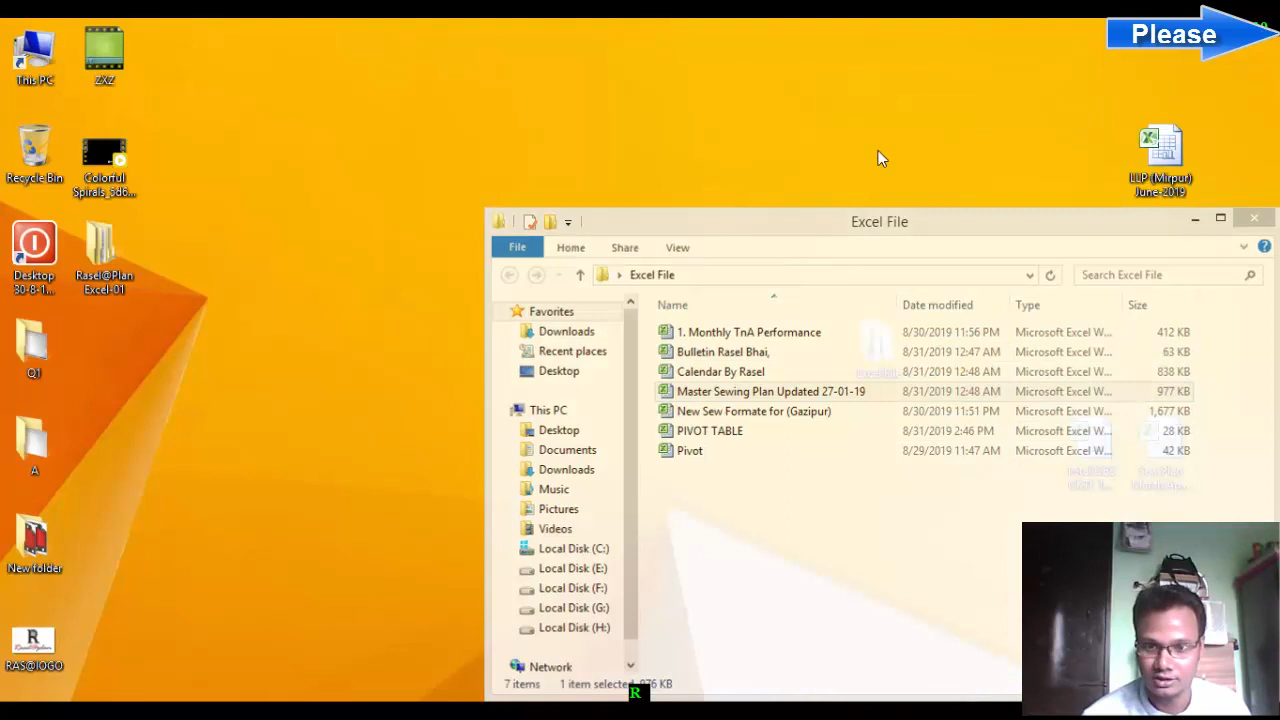 Please
This PC
ZXZ
Recycle Bin
Colorful
Spirals_5d6...
LLP (Mirpur)
June-2019
Desktop
30-8-1...
Rasel@Plan
Excel-01
Q1
A
New folder
RAS@lOGO
Excel File
File
Home
Share
View
Excel File
Search Excel File
Name
Date modified
Type
Size
Favorites
Downloads
Recent places
Desktop
This PC
Desktop
Documents
Downloads
Music
Pictures
Videos
Local Disk (C:)
Local Disk (E:)
Local Disk (F:)
Local Disk (G:)
Local Disk (H:)
Network
1. Monthly TnA Performance 8/30/2019 11:56 PM Microsoft Excel W... 412 KB
Bulletin Rasel Bhai, 8/31/2019 12:47 AM Microsoft Excel W... 63 KB
Calendar By Rasel 8/31/2019 12:48 AM Microsoft Excel W... 838 KB
Master Sewing Plan Updated 27-01-19 8/31/2019 12:48 AM Microsoft Excel W... 977 KB
New Sew Formate for (Gazipur) 8/30/2019 11:51 PM Microsoft Excel W... 1,677 KB
PIVOT TABLE 8/31/2019 2:46 PM Microsoft Excel W... 28 KB
Pivot 8/29/2019 11:47 AM Microsoft Excel W... 42 KB
7 items 1 item selected 976 KB
R